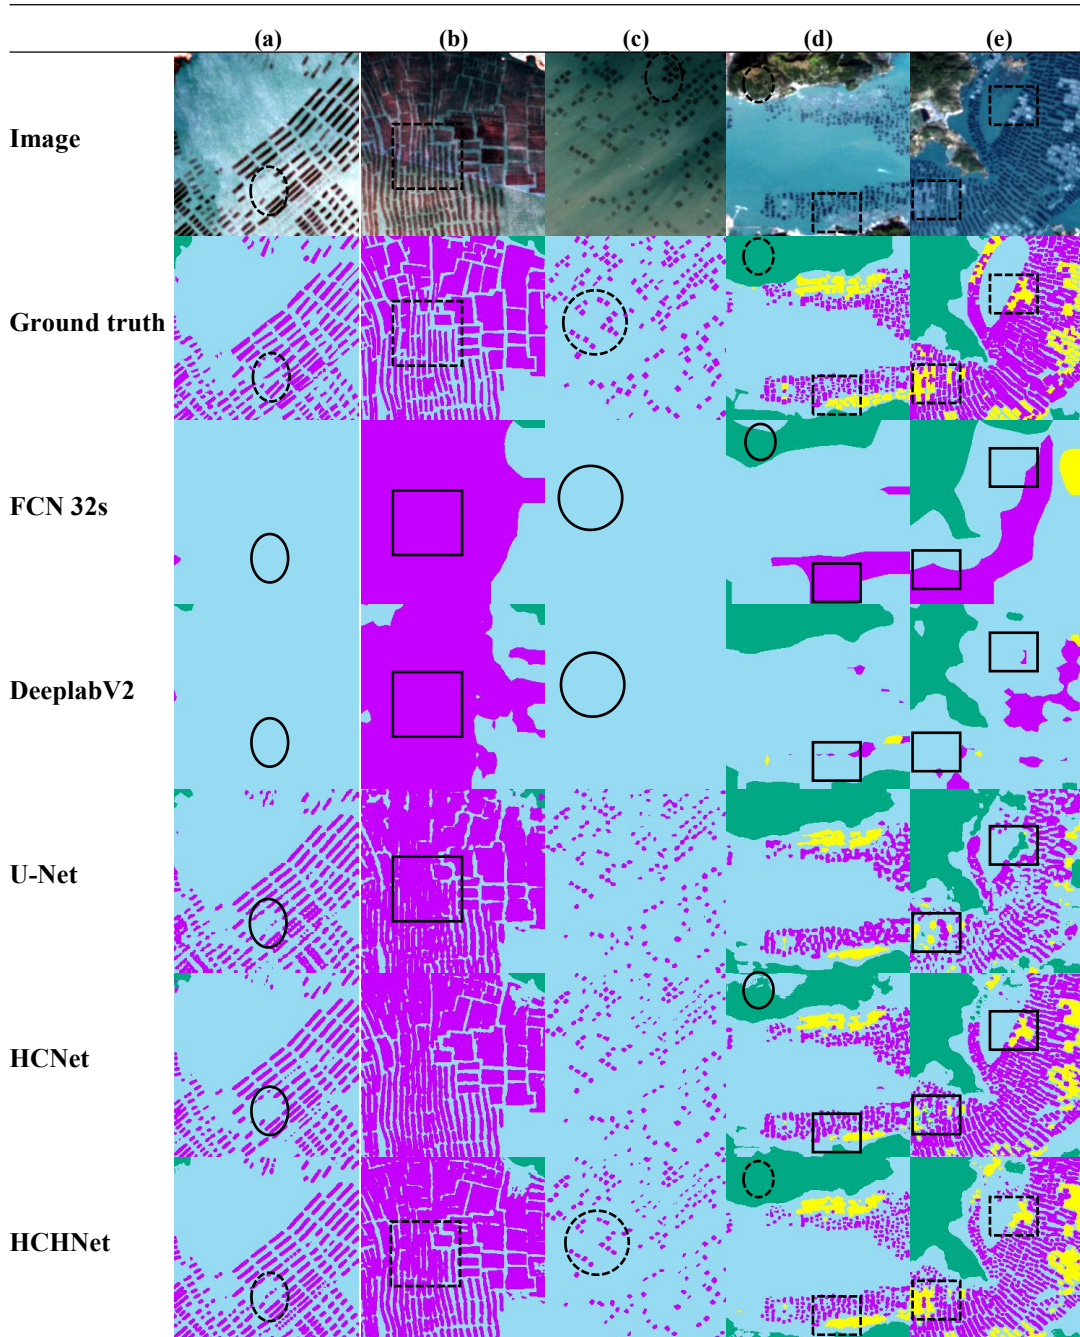 (a) (b) (c) (d) (e)
Image
Ground truth
FCN 32s
DeeplabV2
U-Net
HCNet
HCHNet